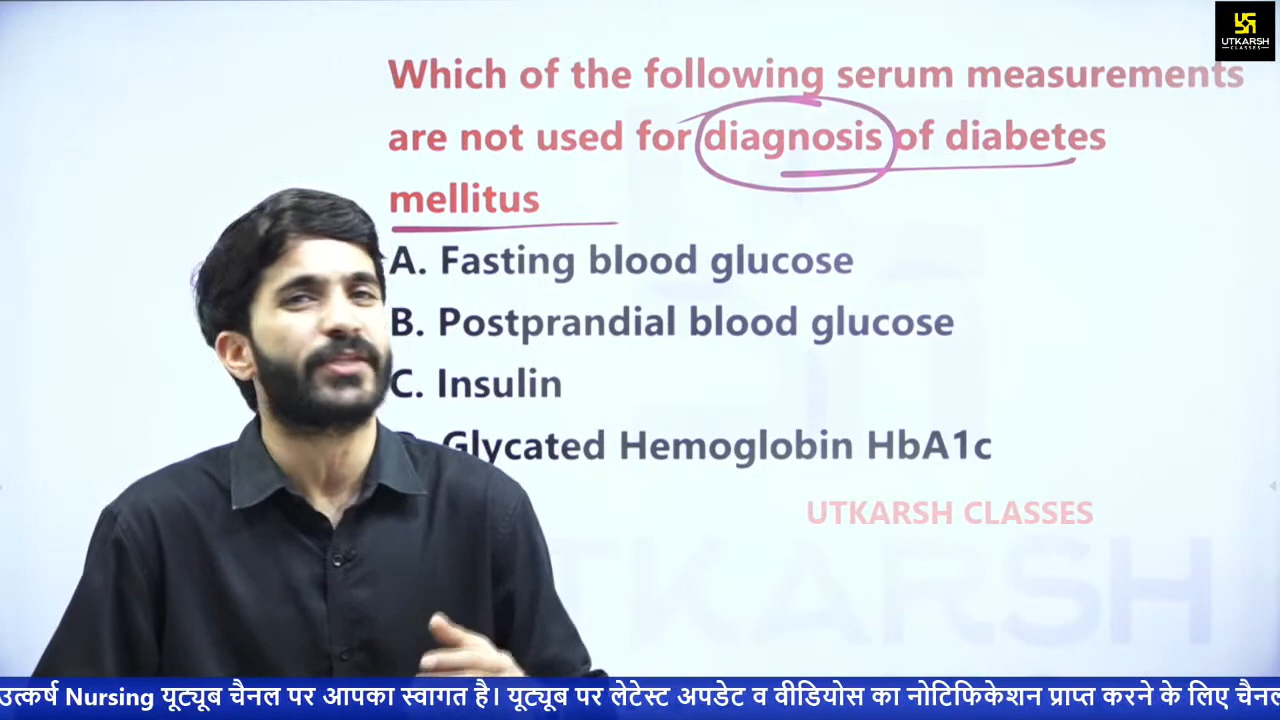 UTKARSH
CLASSES
Which of the following serum measurements
are not used for diagnosis of diabetes
mellitus
A. Fasting blood glucose
B. Postprandial blood glucose
C. Insulin
Glycated Hemoglobin HbA1c
UTKARSH CLASSES
UTKARSH
उत्कर्ष Nursing यूट्यूब चैनल पर आपका स्वागत है। यूट्यूब पर लेटेस्ट अपडेट व वीडियोस का नोटिफिकेशन प्राप्त करने के लिए चैनल